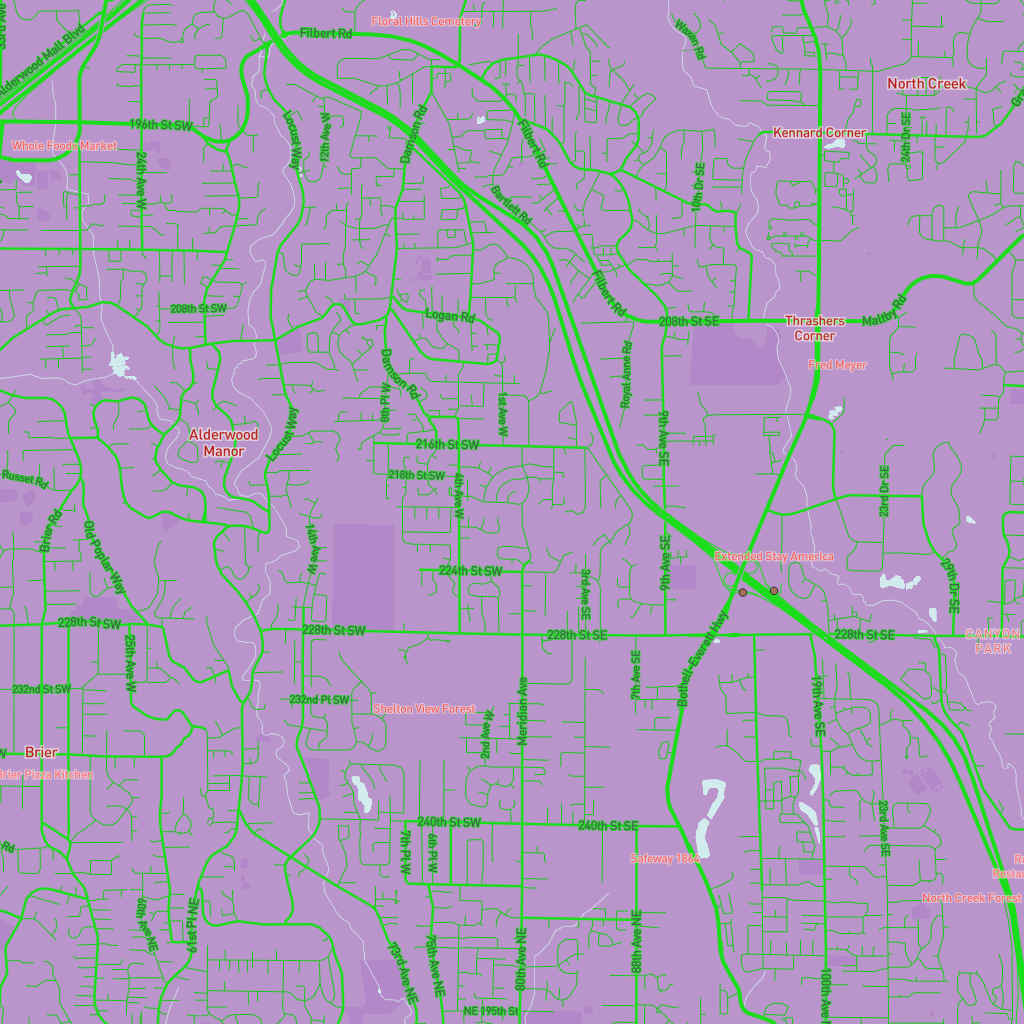 33rd Ave
Alderwood Mall Blvd
Floral Hills Cemetery
Filbert Rd
Waxen Rd
North Creek
196th St SW
Whole Foods Market
24th Ave W
Locust Way
12th Ave W
Damson Rd
Filbert Rd
Kennard Corner
24th Dr SE
Bartlett Rd
10th Dr SE
208th St SW
Logan Rd
Filbert Rd
208th St SE
Thrashers
Corner
Maltby Rd
Fred Meyer
Damson Rd
8th Pl W
1st Ave W
Royal Anne Rd
9th Ave SE
Alderwood
Manor
Locust Way
216th St SW
218th St SW
4th Ave W
Russet Rd
23rd Dr SE
Brier Rd
Old Poplar Way
14th Ave W
224th St SW
3rd Ave SE
9th Ave SE
Extended Stay America
29th Dr SE
228th St SW
25th Ave W
228th St SW
228th St SE
Bothell-Everett Hwy
228th St SE
CANYON
PARK
232nd St SW
232nd Pl SW
Shelton View Forest
2nd Ave W
Meridian Ave
7th Ave SE
19th Ave SE
Brier
Brier Pizza Kitchen
240th St SW
240th St SE
7th Pl W
6th Pl W
Safeway 1864
23rd Ave SE
Rd
North Creek Forest
60th Ave NE
61st Pl NE
73rd Ave NE
75th Ave NE
80th Ave NE
88th Ave NE
NE 195th St